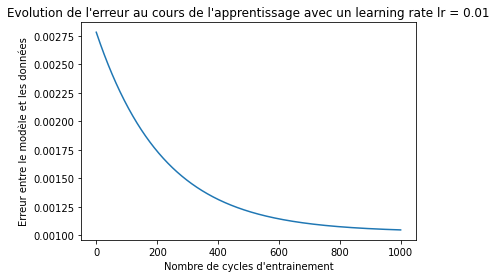 Evolution de l'erreur au cours de l'apprentissage avec un learning rate lr = 0.01
0.00275
0.00250
0.00225
0.00200
0.00175
0.00150
0.00125
0.00100
Erreur entre le modèle et les données
0 200 400 600 800 1000
Nombre de cycles d'entrainement